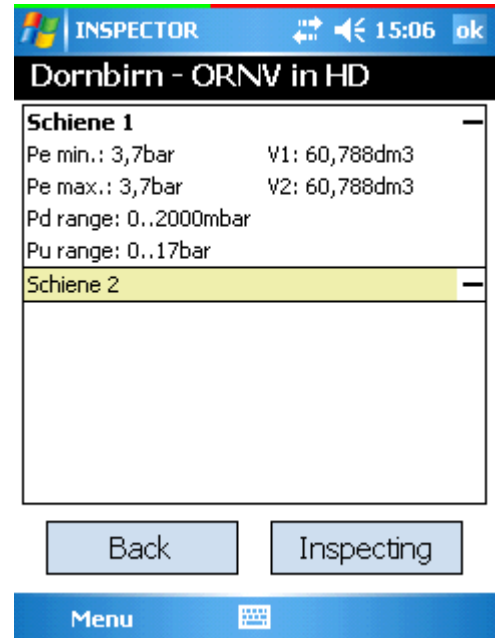 INSPECTOR 15:06 ok
Dornbirn - ORNV in HD
Schiene 1
Pe min.: 3,7bar V1: 60,788dm3
Pe max.: 3,7bar V2: 60,788dm3
Pd range: 0..2000mbar
Pu range: 0..17bar
Schiene 2
Back Inspecting
Menu